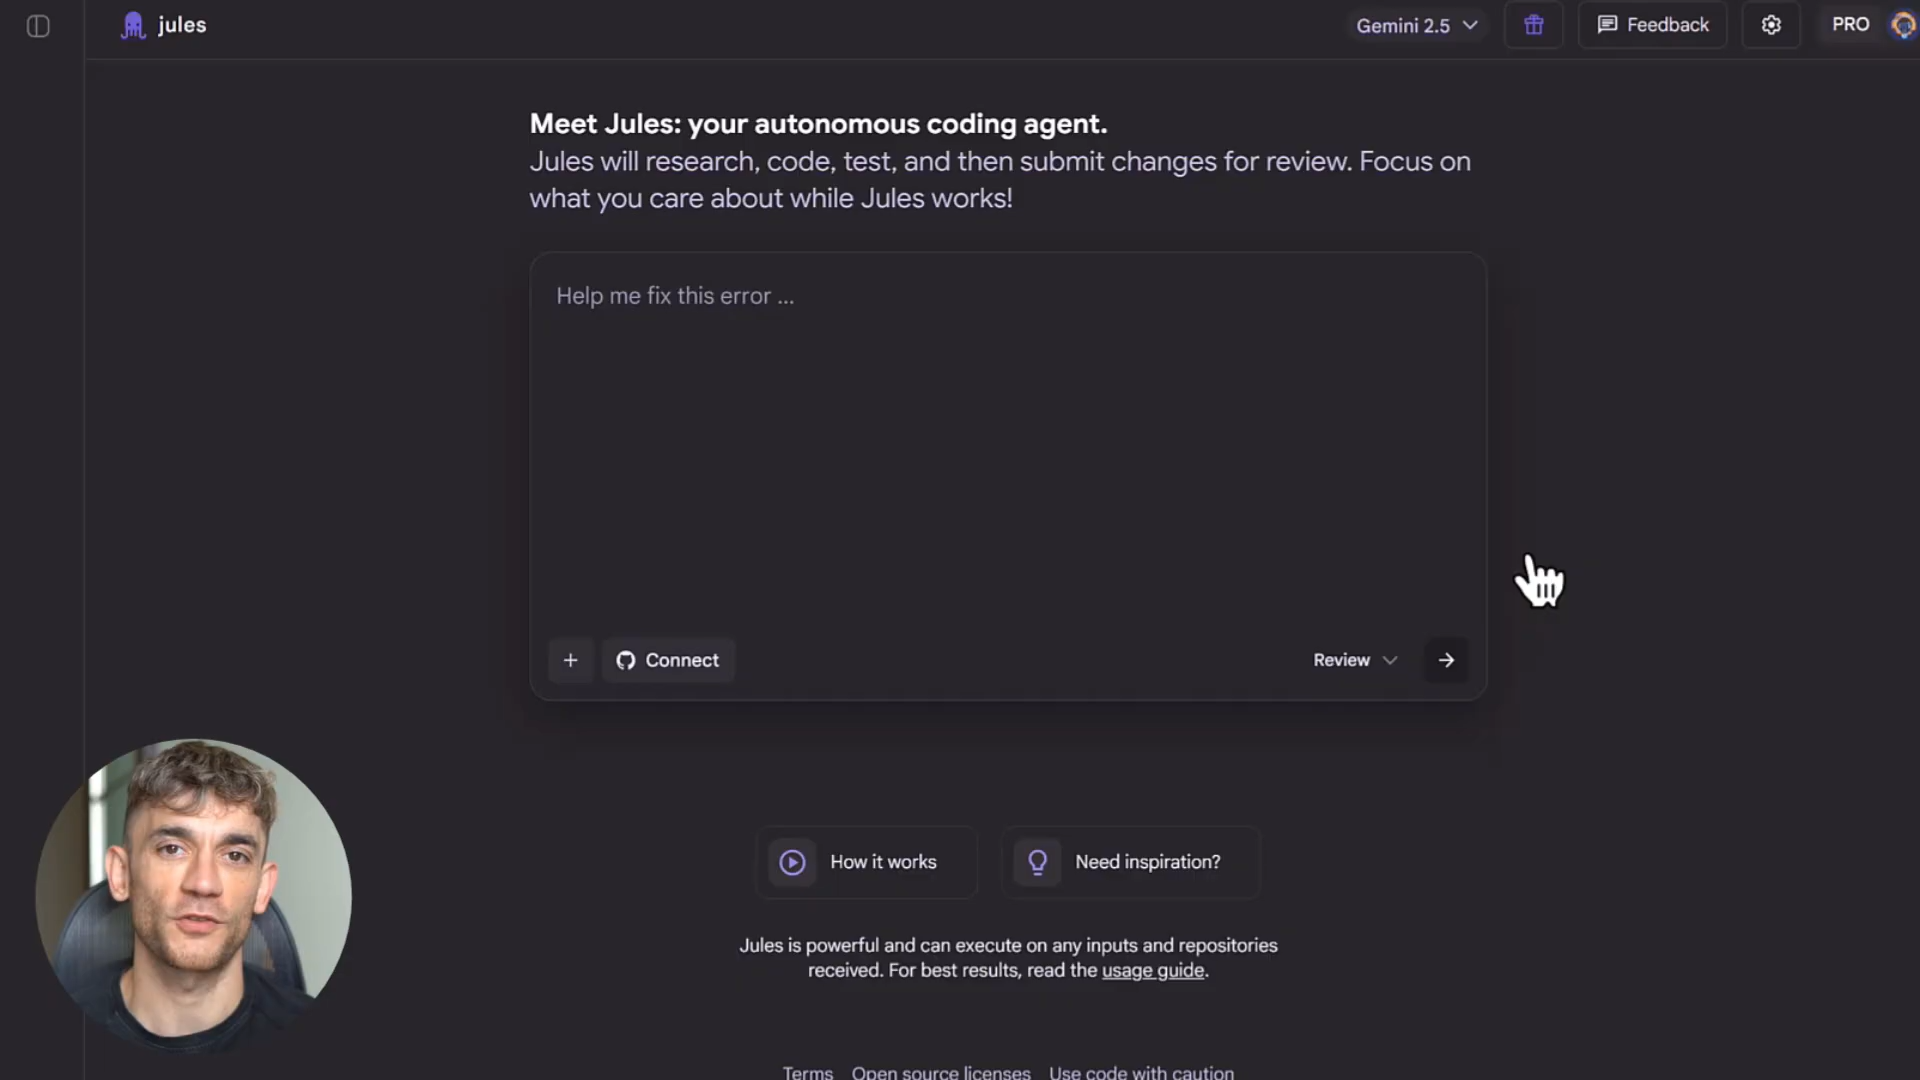 jules
Gemini 2.5
Feedback
PRO
Meet Jules: your autonomous coding agent.
Jules will research, code, test, and then submit changes for review. Focus on
what you care about while Jules works!
Help me fix this error ...
Connect
Review
How it works
Need inspiration?
Jules is powerful and can execute on any inputs and repositories
received. For best results, read the usage guide.
Terms Open source licenses Use code with caution